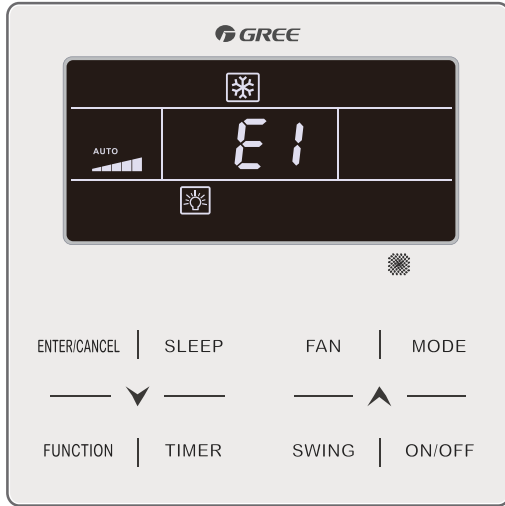 GREE
AUTO
E1
ENTER/CANCEL SLEEP FAN MODE
FUNCTION TIMER SWING ON/OFF